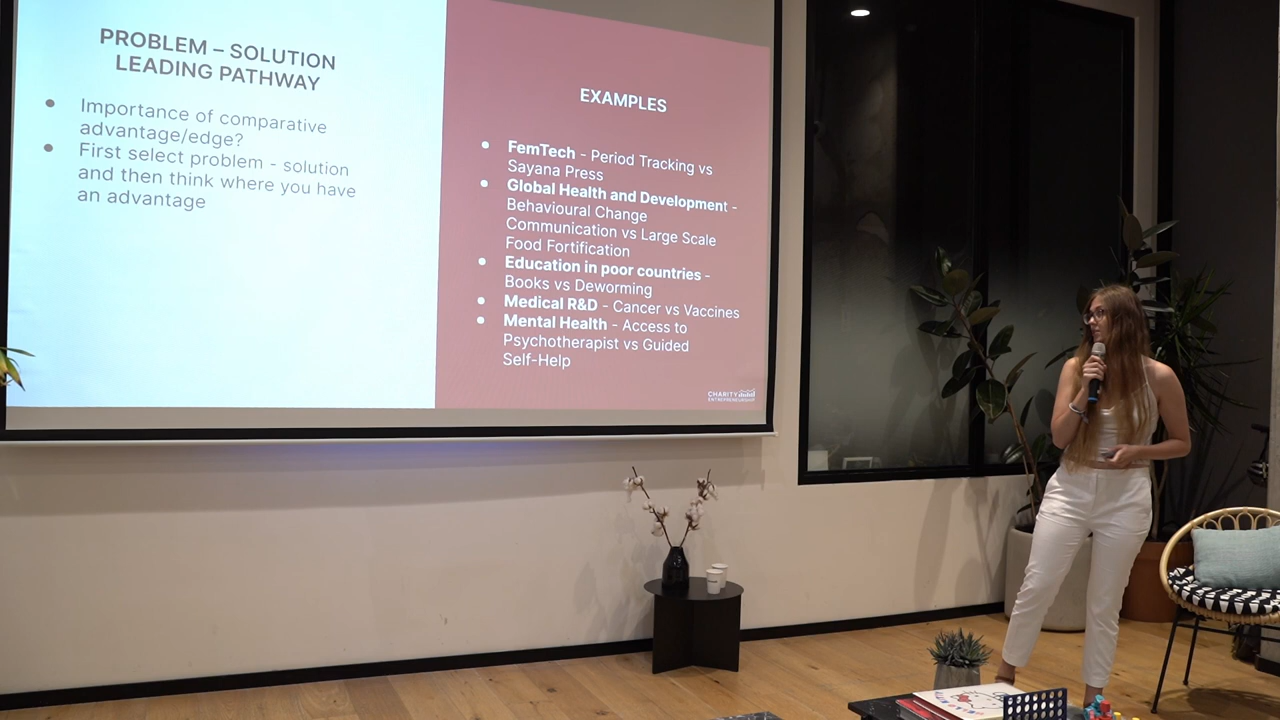 PROBLEM – SOLUTION
LEADING PATHWAY
● Importance of comparative
advantage/edge?
● First select problem - solution
and then think where you have
an advantage
EXAMPLES
● FemTech - Period Tracking vs
Sayana Press
● Global Health and Development -
Behavioural Change
Communication vs Large Scale
Food Fortification
● Education in poor countries -
Books vs Deworming
● Medical R&D - Cancer vs Vaccines
● Mental Health - Access to
Psychotherapist vs Guided
Self-Help
CHARITY
ENTREPRENEURSHIP